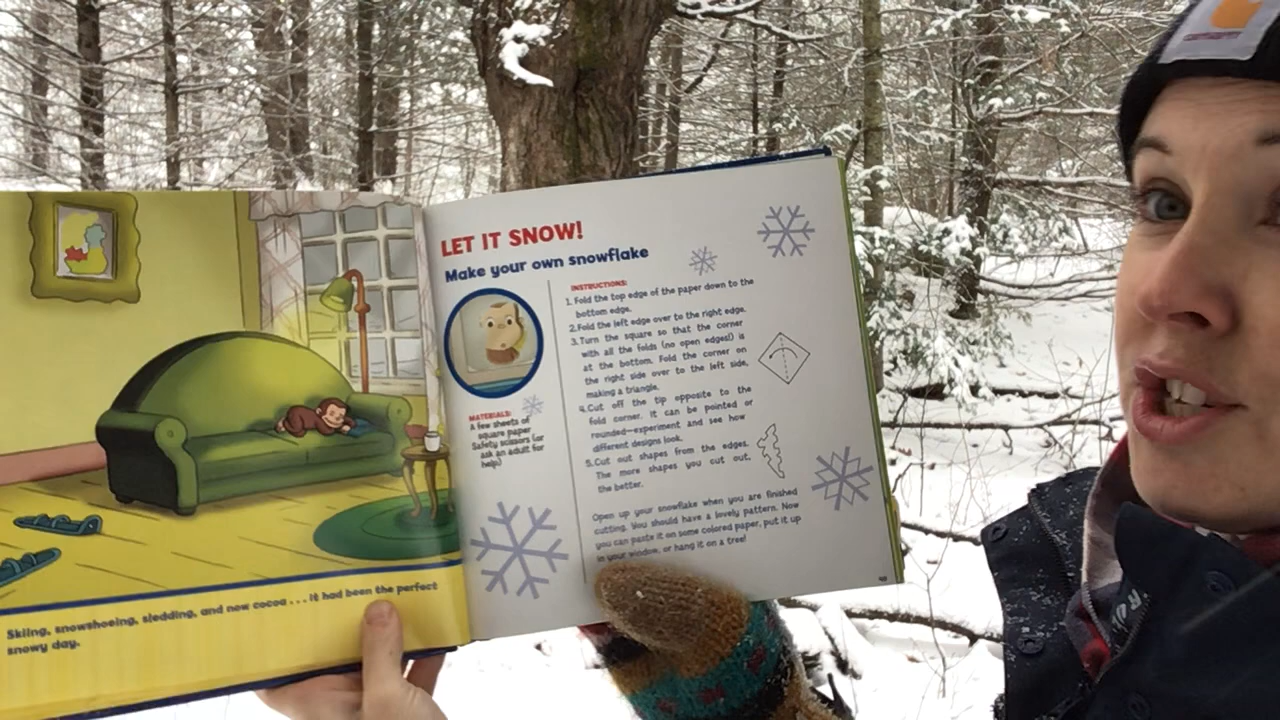 Skiing, snowshoeing, sledding, and now cocoa . . . it had been the perfect
snowy day.
LET IT SNOW!
Make your own snowflake
MATERIALS:
A few sheets of
square paper
Safety scissors (or
ask an adult for
help)
INSTRUCTIONS:
1. Fold the top edge of the paper down to the
bottom edge.
2. Fold the left edge over to the right edge.
3. Turn the square so that the corner
with all the folds (no open edges!) is
at the bottom. Fold the corner on
the right side over to the left side,
making a triangle.
4. Cut off the tip opposite to the
fold corner. It can be pointed or
rounded—experiment and see how
different designs look.
5. Cut out shapes from the edges.
The more shapes you cut out,
the better.
Open up your snowflake when you are finished
cutting. You should have a lovely pattern. Now
you can paste it on some colored paper, put it up
in your window, or hang it on a tree!